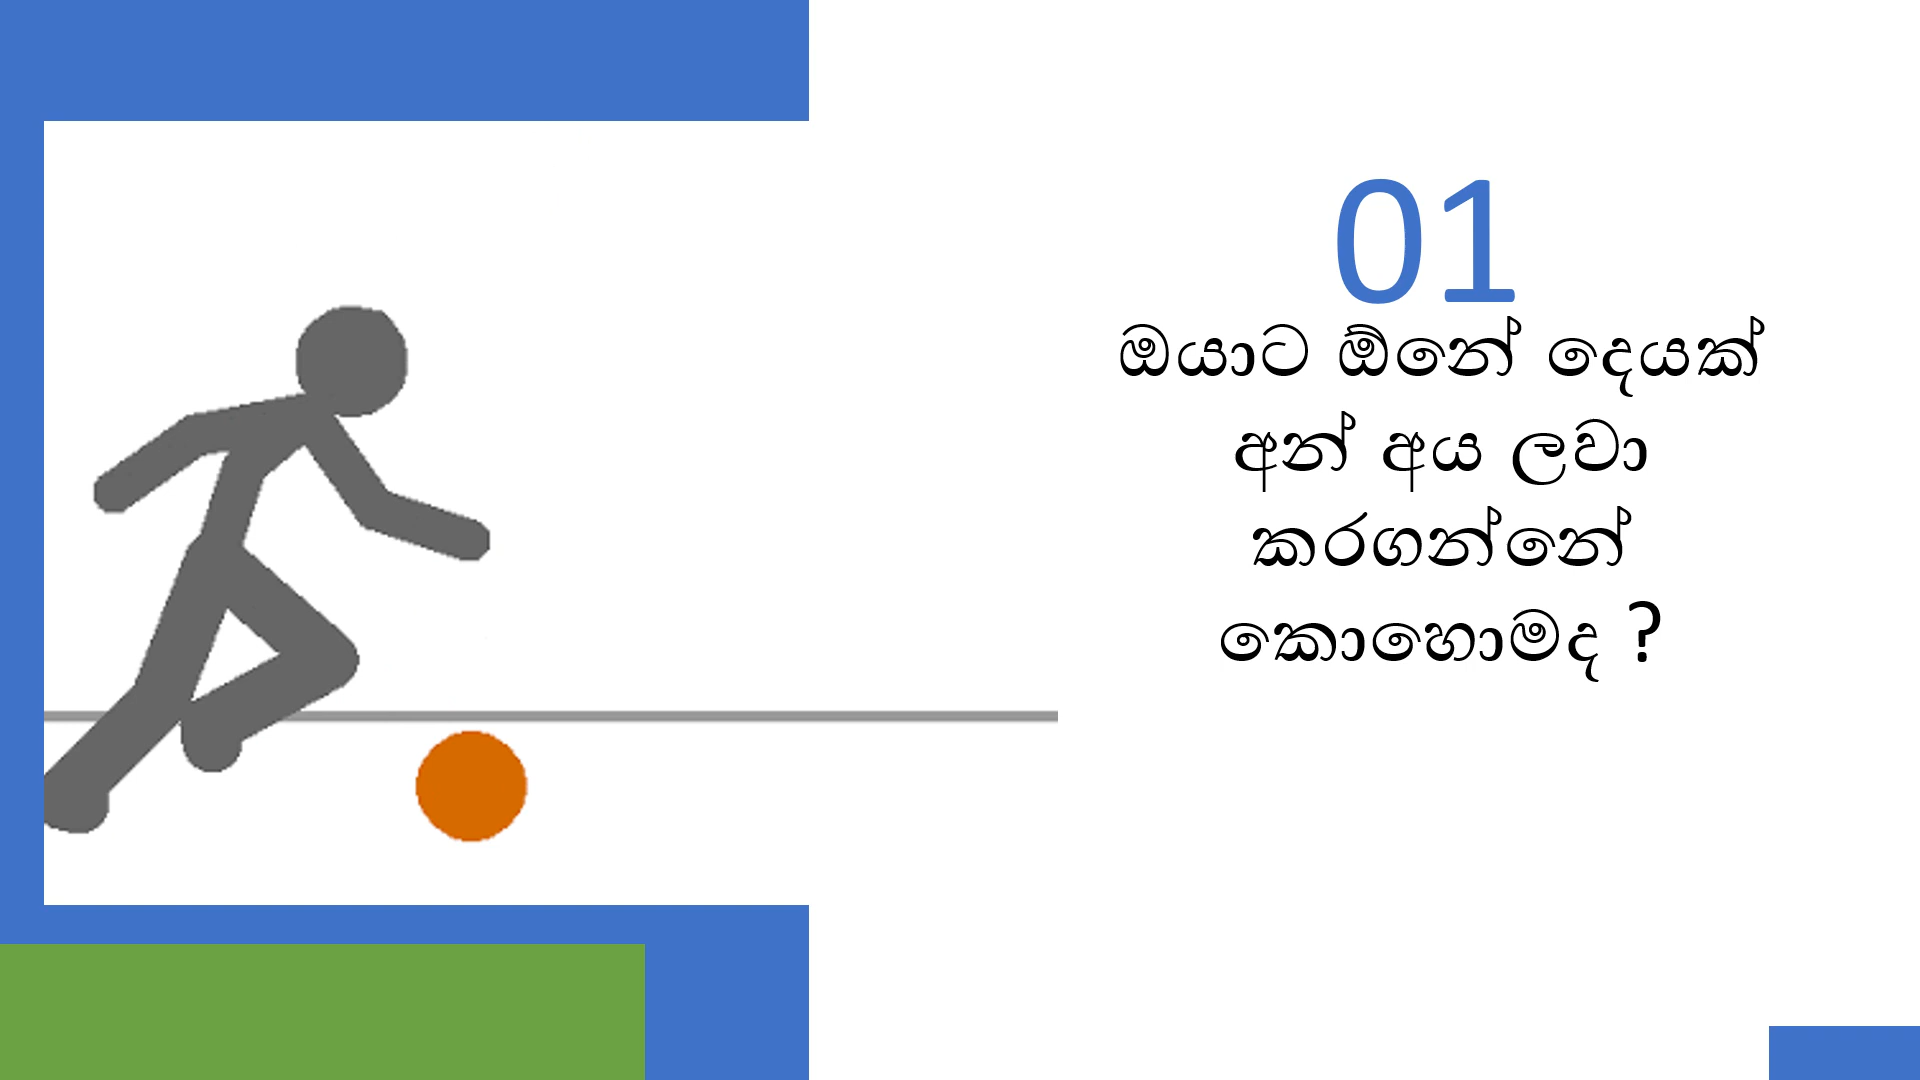 01
ඔයාට ඕනේ දෙයක්
අන් අය ලවා
කරගන්නේ
කොහොමද ?